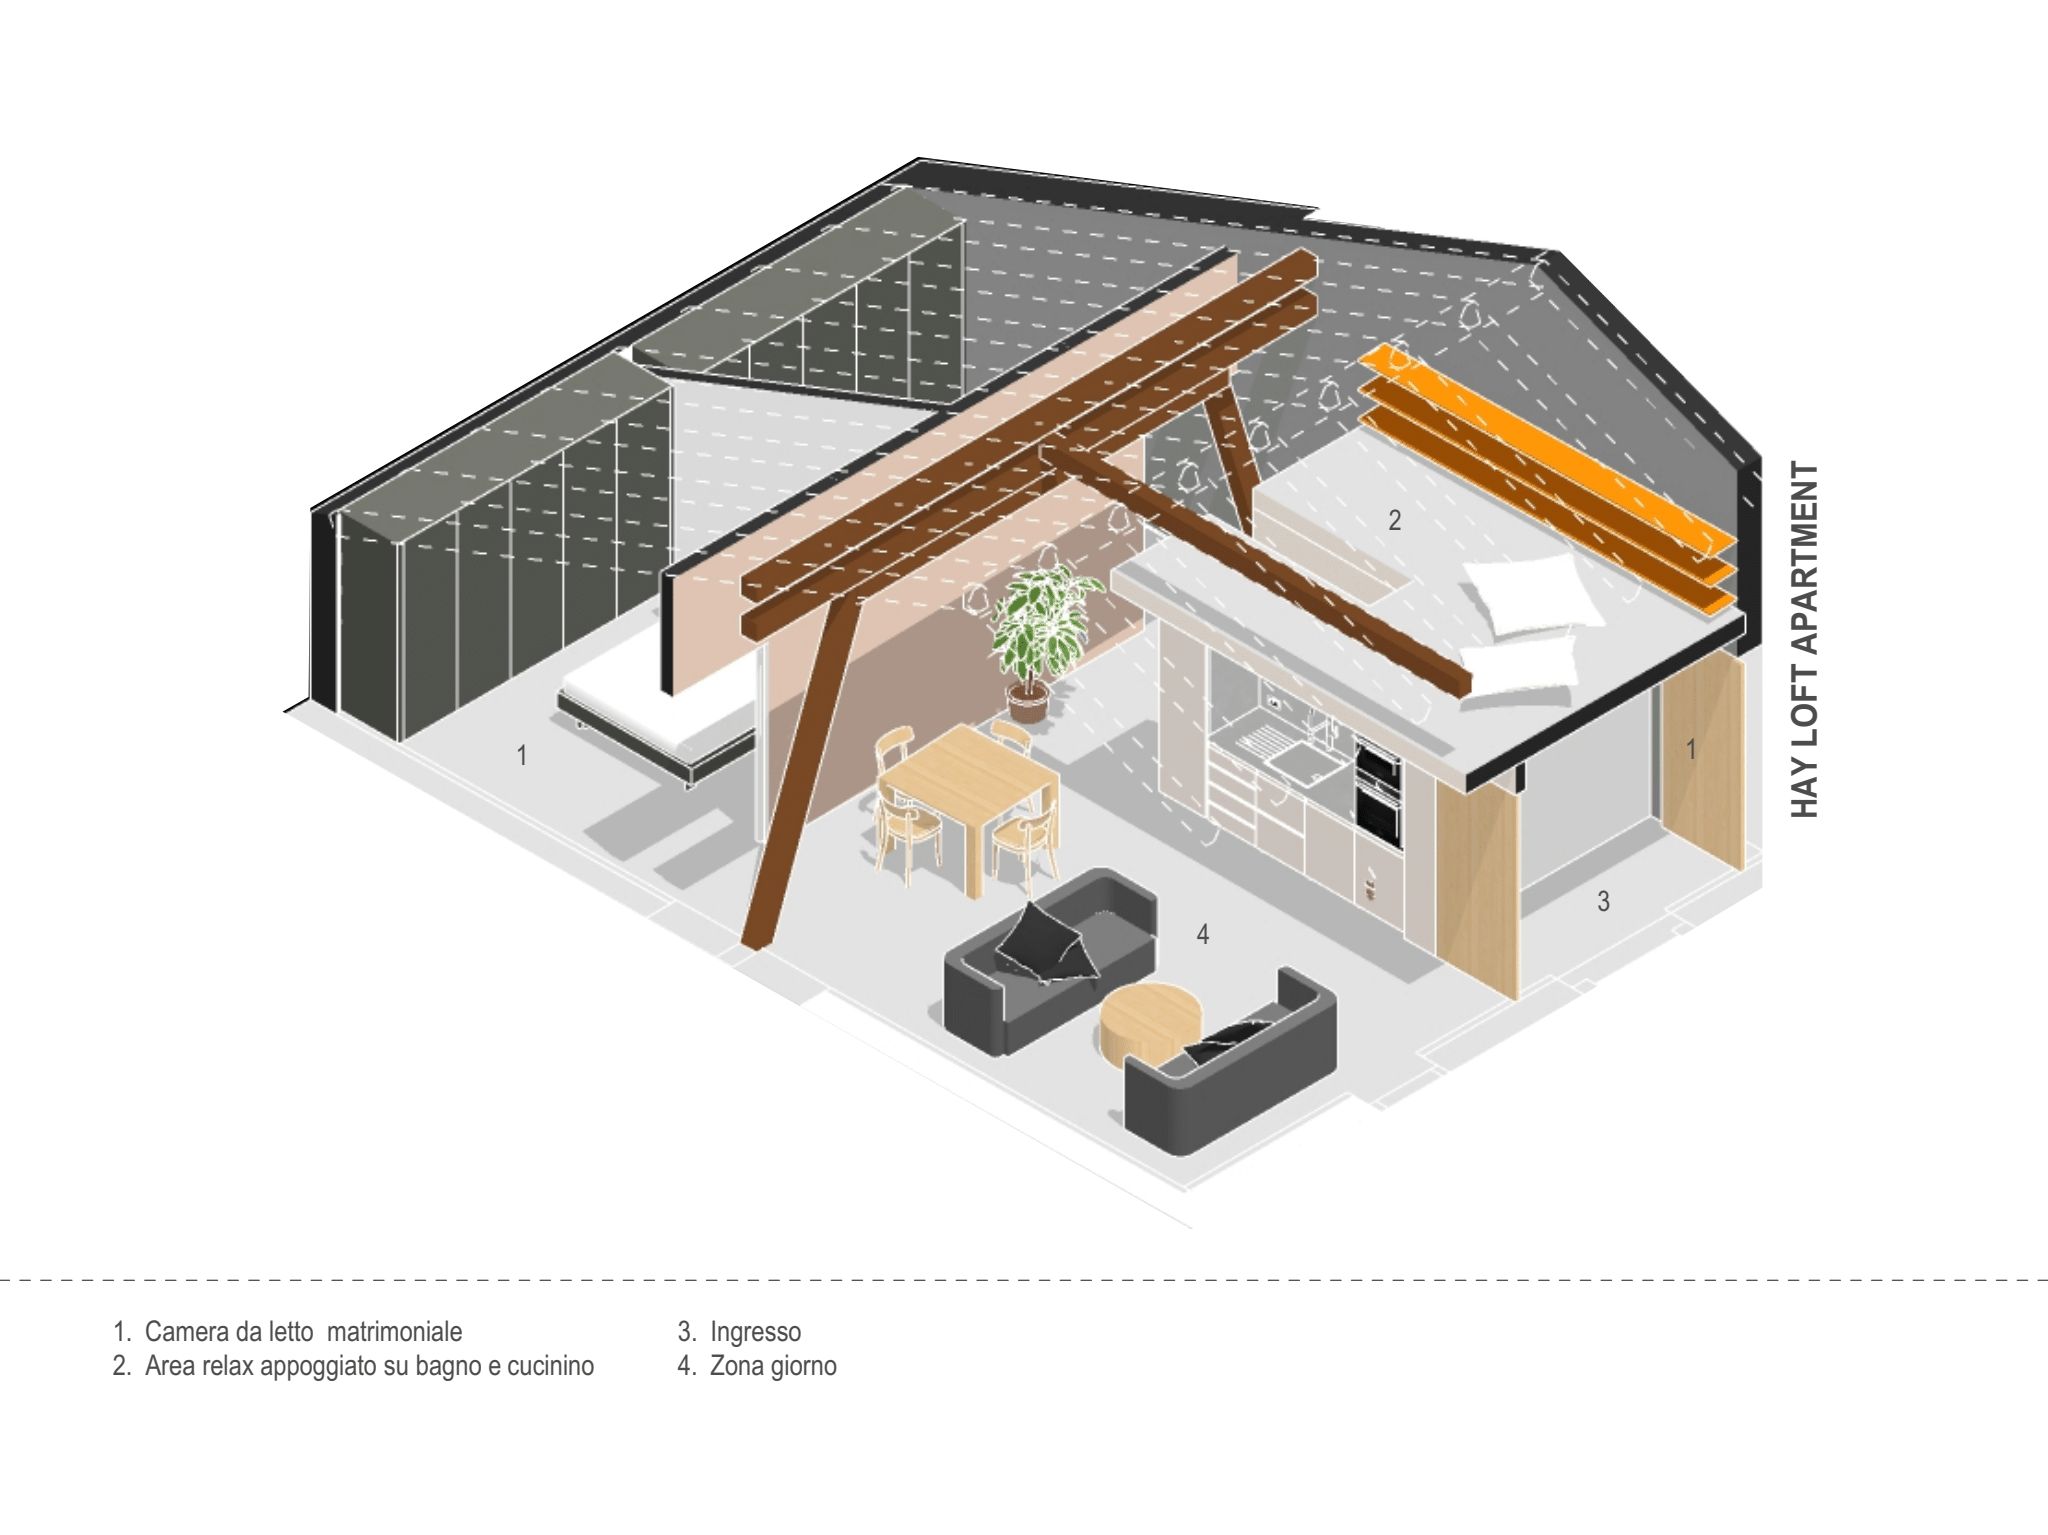 2
1
1
3
4
HAY LOFT APARTMENT
1. Camera da letto matrimoniale
2. Area relax appoggiato su bagno e cucinino
3. Ingresso
4. Zona giorno